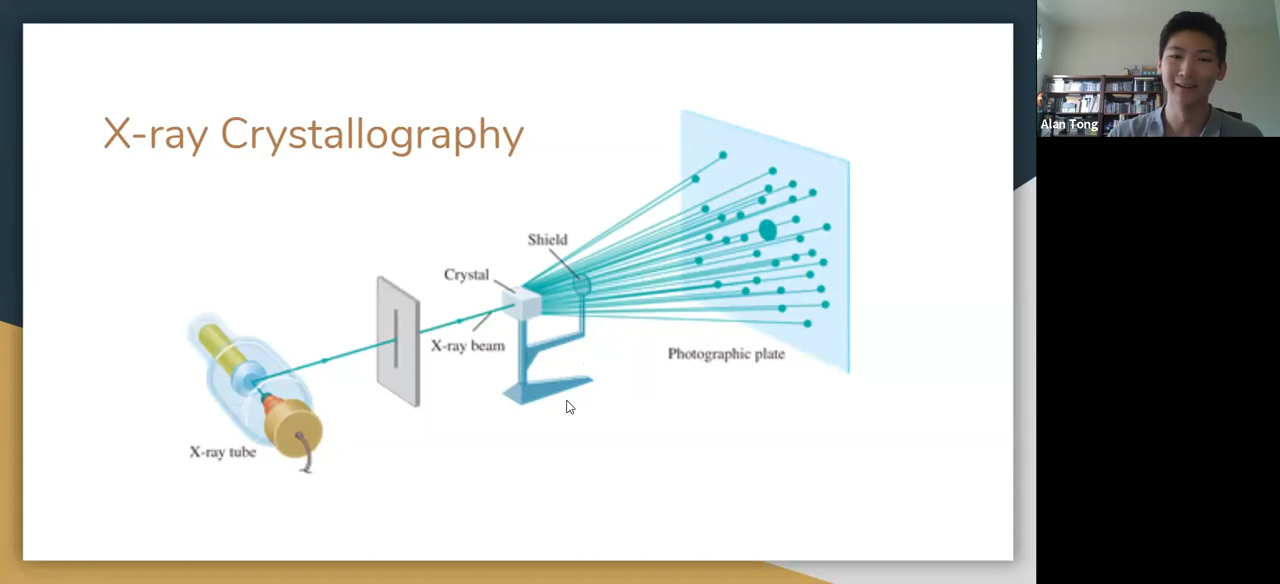 X-ray Crystallography
Alan Tong
Shield
Crystal
X-ray beam
Photographic plate
X-ray tube